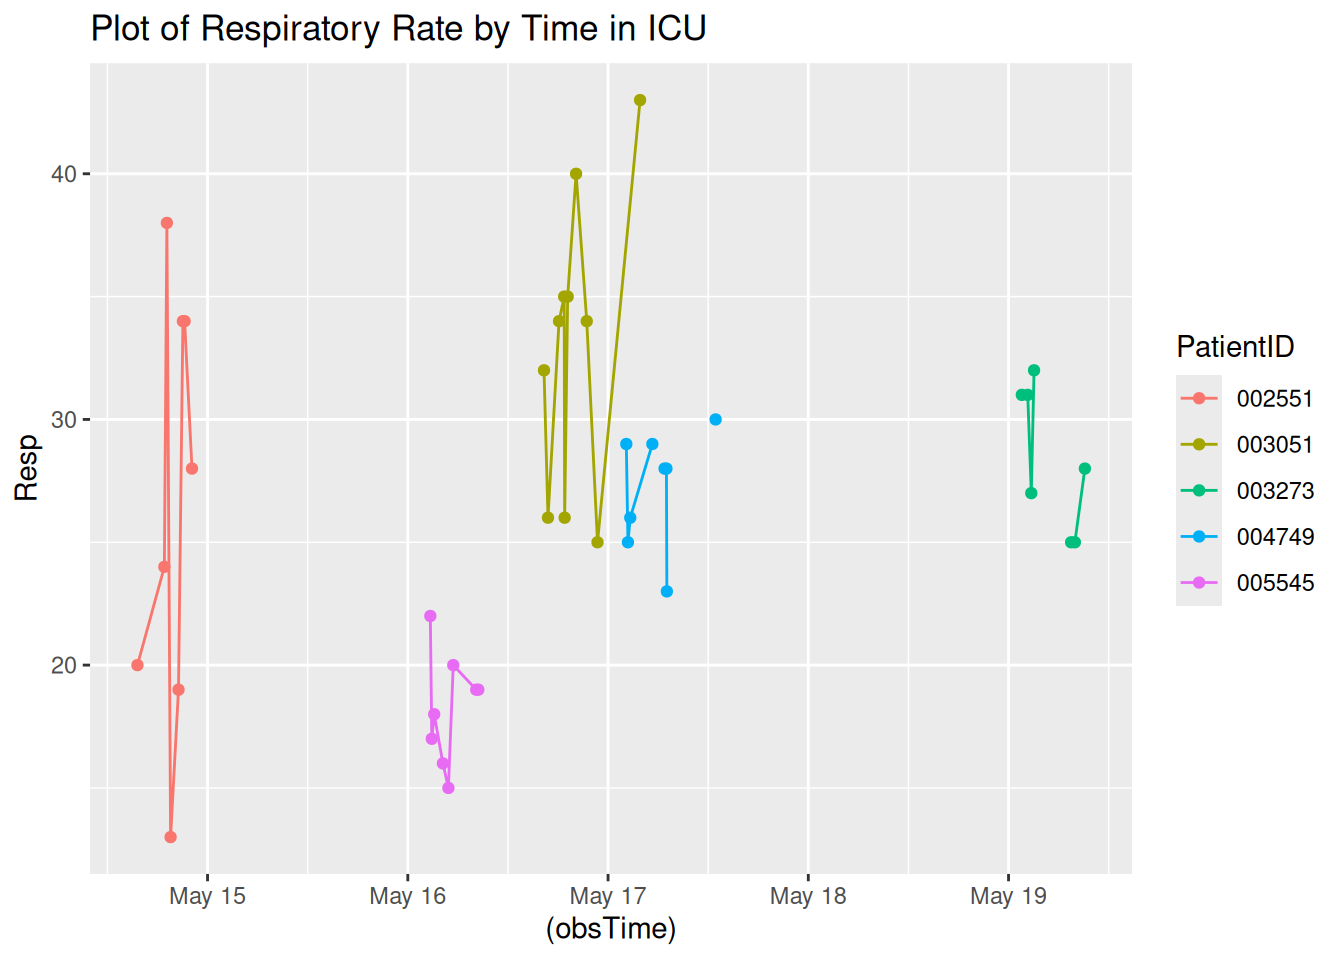 Plot of Respiratory Rate by Time in ICU
Resp
40
30
20
May 15
May 16
May 17
May 18
May 19
(obsTime)
PatientID
002551
003051
003273
004749
005545